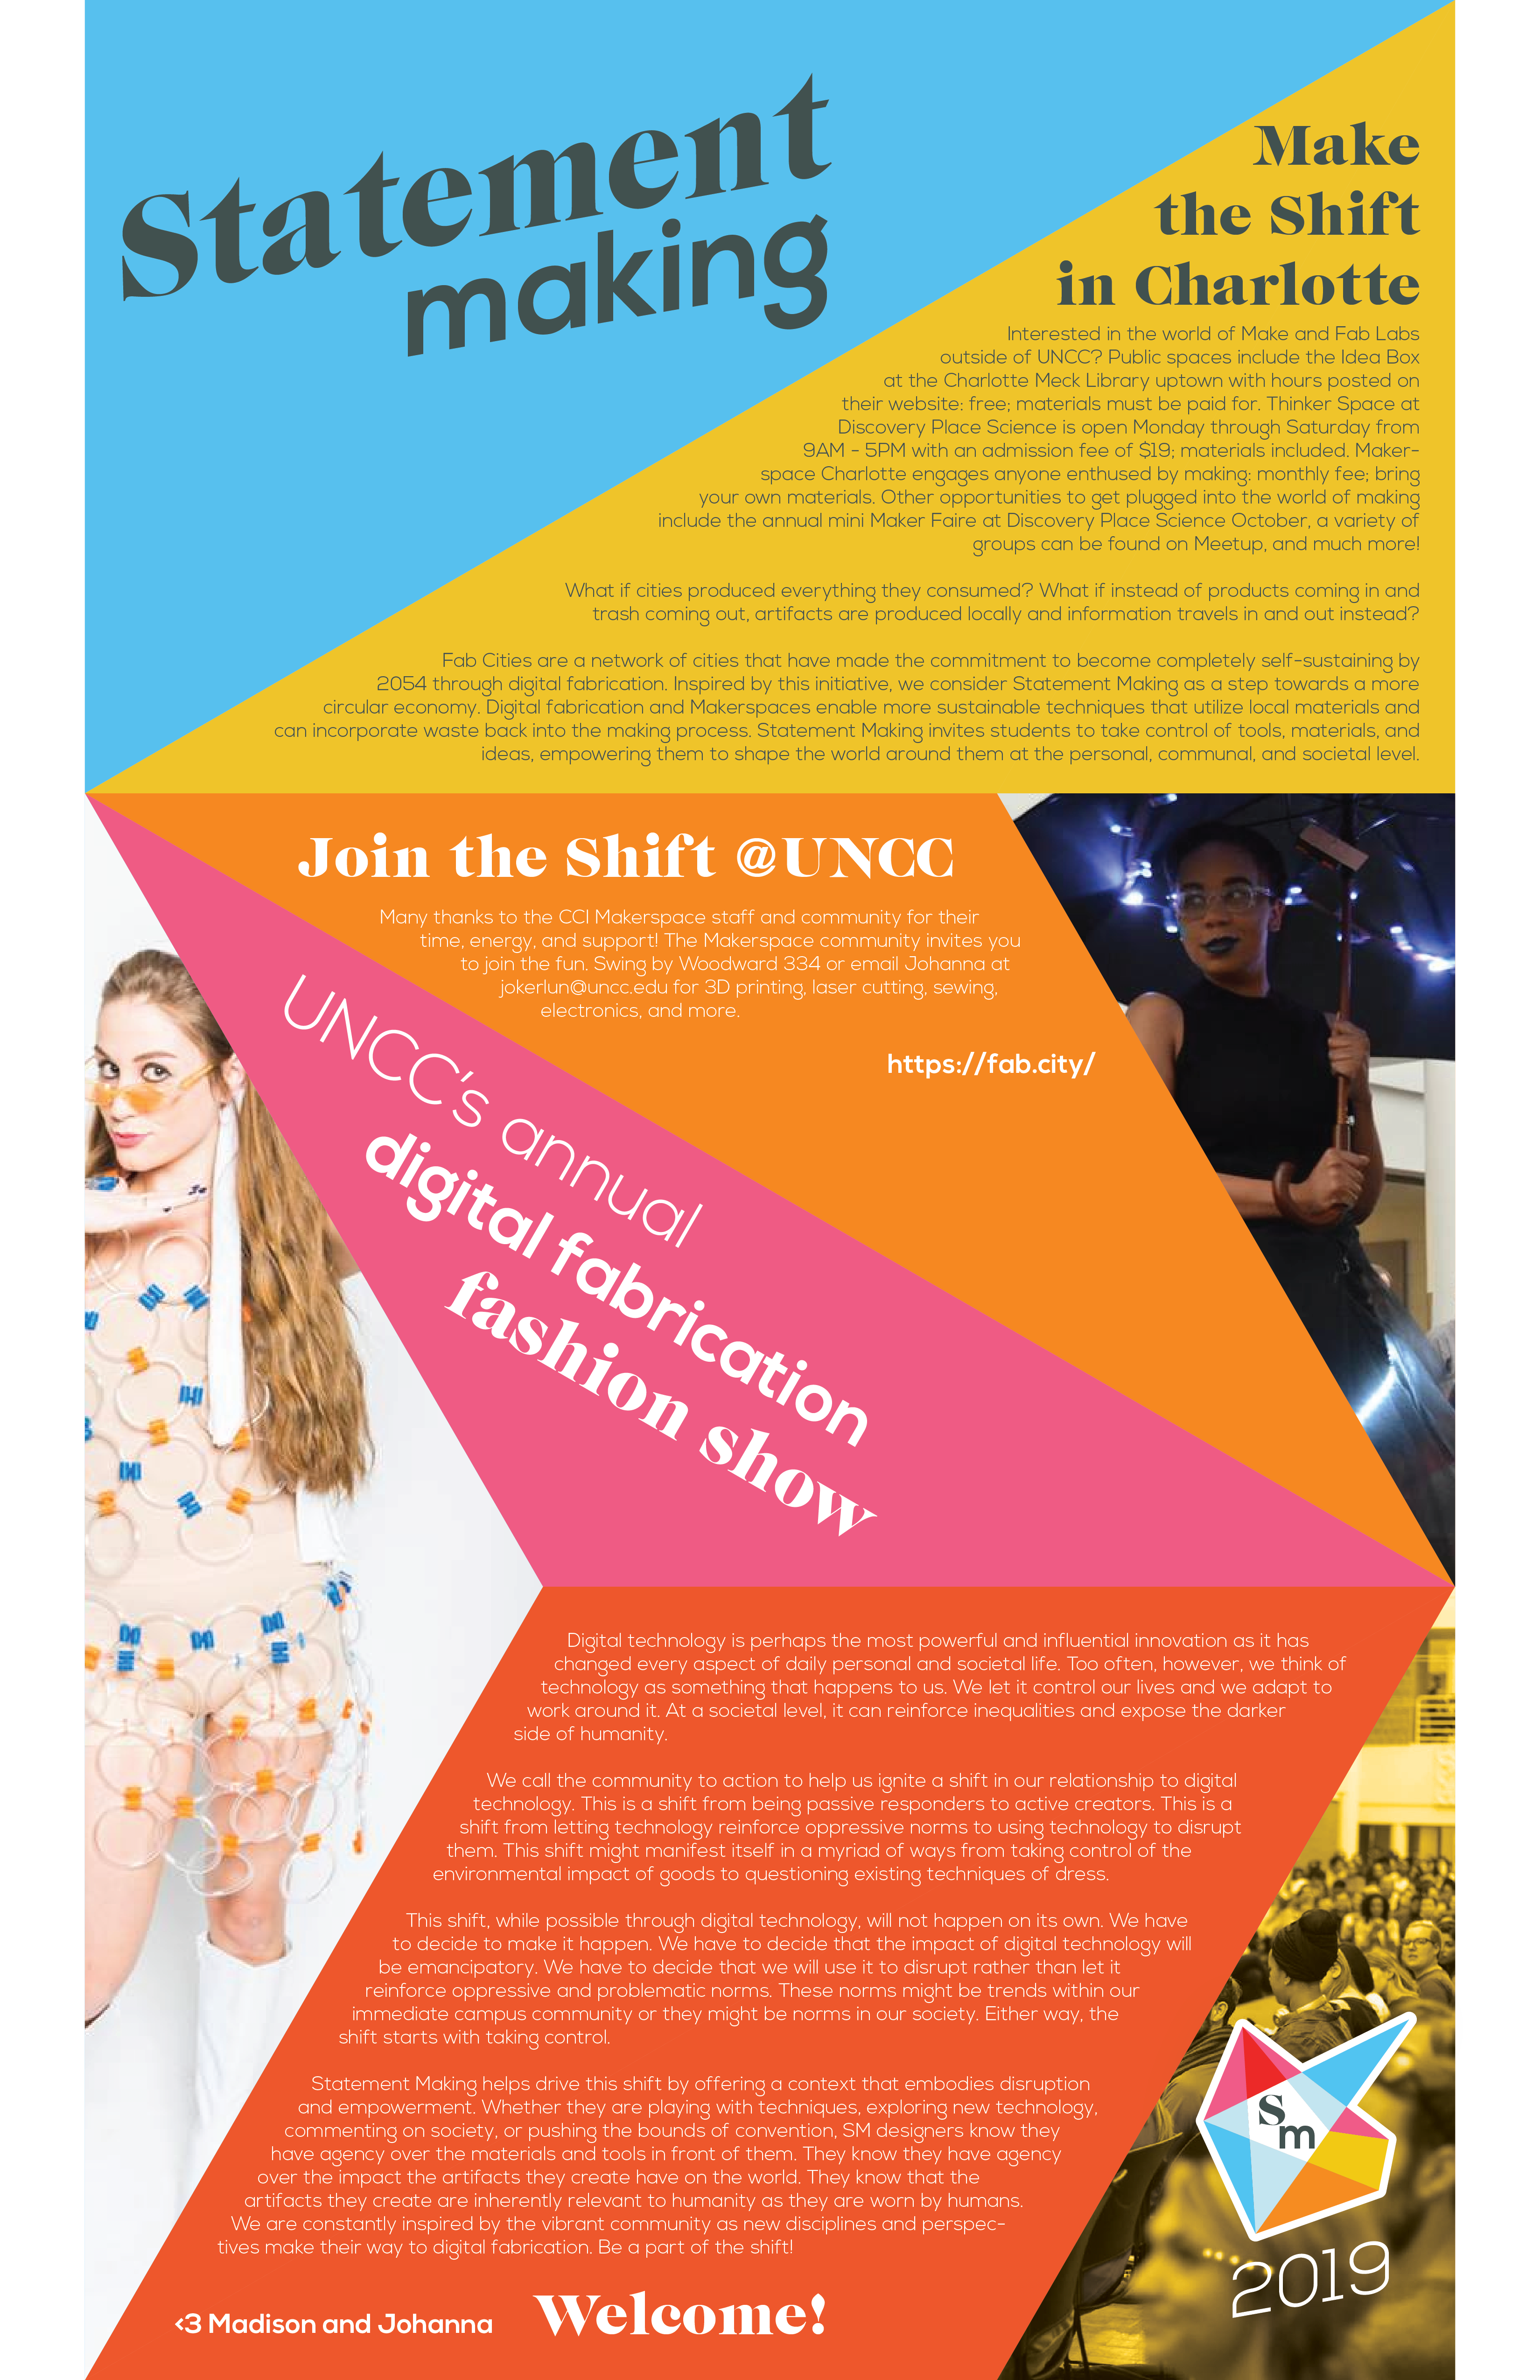 Statement
making
Make
the Shift
in Charlotte
Interested in the world of Make and Fab Labs
outside of UNCC? Public spaces include the Idea Box
at the Charlotte Meck Library uptown with hours posted on
their website: free; materials must be paid for. Thinker Space at
Discovery Place Science is open Monday through Saturday from
9AM - 5PM with an admission fee of $19; materials included. Maker-
space Charlotte engages anyone enthused by making: monthly fee; bring
your own materials. Other opportunities to get plugged into the world of making
include the annual mini Maker Faire at Discovery Place Science October, a variety of
groups can be found on Meetup, and much more!
What if cities produced everything they consumed? What if instead of products coming in and
trash coming out, artifacts are produced locally and information travels in and out instead?
Fab Cities are a network of cities that have made the commitment to become completely self-sustaining by
2054 through digital fabrication. Inspired by this initiative, we consider Statement Making as a step towards a more
circular economy. Digital fabrication and Makerspaces enable more sustainable techniques that utilize local materials and
can incorporate waste back into the making process. Statement Making invites students to take control of tools, materials, and
ideas, empowering them to shape the world around them at the personal, communal, and societal level.
Join the Shift @UNCC
Many thanks to the CCI Makerspace staff and community for their
time, energy, and support! The Makerspace community invites you
to join the fun. Swing by Woodward 334 or email Johanna at
jokerlun@uncc.edu for 3D printing, laser cutting, sewing,
electronics, and more.
https://fab.city/
UNCC's annual
digital fabrication
fashion show
Digital technology is perhaps the most powerful and influential innovation as it has
changed every aspect of daily personal and societal life. Too often, however, we think of
technology as something that happens to us. We let it control our lives and we adapt to
work around it. At a societal level, it can reinforce inequalities and expose the darker
side of humanity.
We call the community to action to help us ignite a shift in our relationship to digital
technology. This is a shift from being passive responders to active creators. This is a
shift from letting technology reinforce oppressive norms to using technology to disrupt
them. This shift might manifest itself in a myriad of ways from taking control of the
environmental impact of goods to questioning existing techniques of dress.
This shift, while possible through digital technology, will not happen on its own. We have
to decide to make it happen. We have to decide that the impact of digital technology will
be emancipatory. We have to decide that we will use it to disrupt rather than let it
reinforce oppressive and problematic norms. These norms might be trends within our
immediate campus community or they might be norms in our society. Either way, the
shift starts with taking control.
Statement Making helps drive this shift by offering a context that embodies disruption
and empowerment. Whether they are playing with techniques, exploring new technology,
commenting on society, or pushing the bounds of convention, SM designers know they
have agency over the materials and tools in front of them. They know they have agency
over the impact the artifacts they create have on the world. They know that the
artifacts they create are inherently relevant to humanity as they are worn by humans.
We are constantly inspired by the vibrant community as new disciplines and perspec-
tives make their way to digital fabrication. Be a part of the shift!
<3 Madison and Johanna
Welcome!
S
m
2019